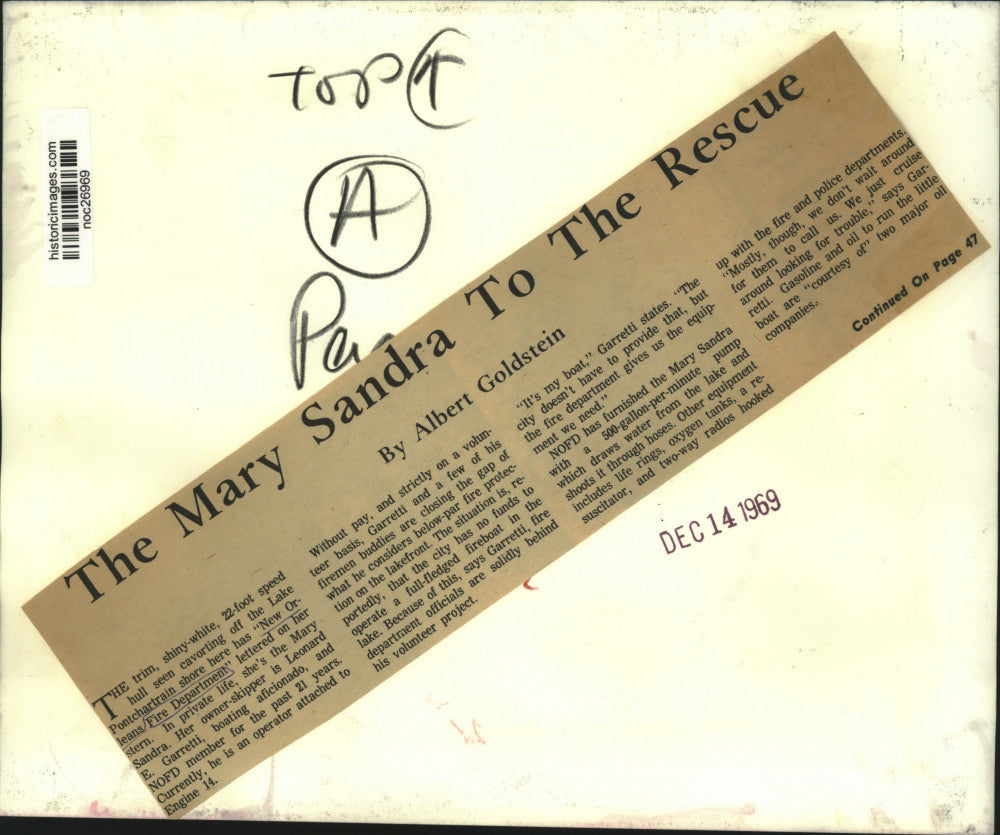 TOP
A
historicimages.com
noc26969
The Mary Sandra To The Rescue
By Albert Goldstein
THE trim, shiny-white, 22-foot speed
hull seen cavorting off the Lake
Pontchartrain shore here has "New Or-
leans Fire Department" lettered on her
stern. In private life, she's the Mary
Sandra. Her owner-skipper is Leonard
E. Garretti, boating aficionado, and
NOFD member for the past 21 years.
Currently, he is an operator attached to
Engine 14.
Without pay, and strictly on a volun-
teer basis, Garretti and a few of his
firemen buddies are closing the gap of
what he considers below-par fire protec-
tion on the lakefront. The situation is, re-
portedly, that the city has no funds to
operate a full-fledged fireboat in the
lake. Because of this, says Garretti, fire
department officials are solidly behind
his volunteer project.
"It's my boat," Garretti states. "The
city doesn't have to provide that, but
the fire department gives us the equip-
ment we need."
NOFD has furnished the Mary Sandra
with a 500-gallon-per-minute pump
which draws water from the lake and
shoots it through hoses. Other equipment
includes life rings, oxygen tanks, a re-
suscitator, and two-way radios hooked
up with the fire and police departments.
"Mostly, though, we don't wait around
for them to call us. We just cruise
around looking for trouble," says Gar-
retti. Gasoline and oil to run the little
boat are "courtesy of" two major oil
companies.
Continued On Page 47
DEC 14 1969